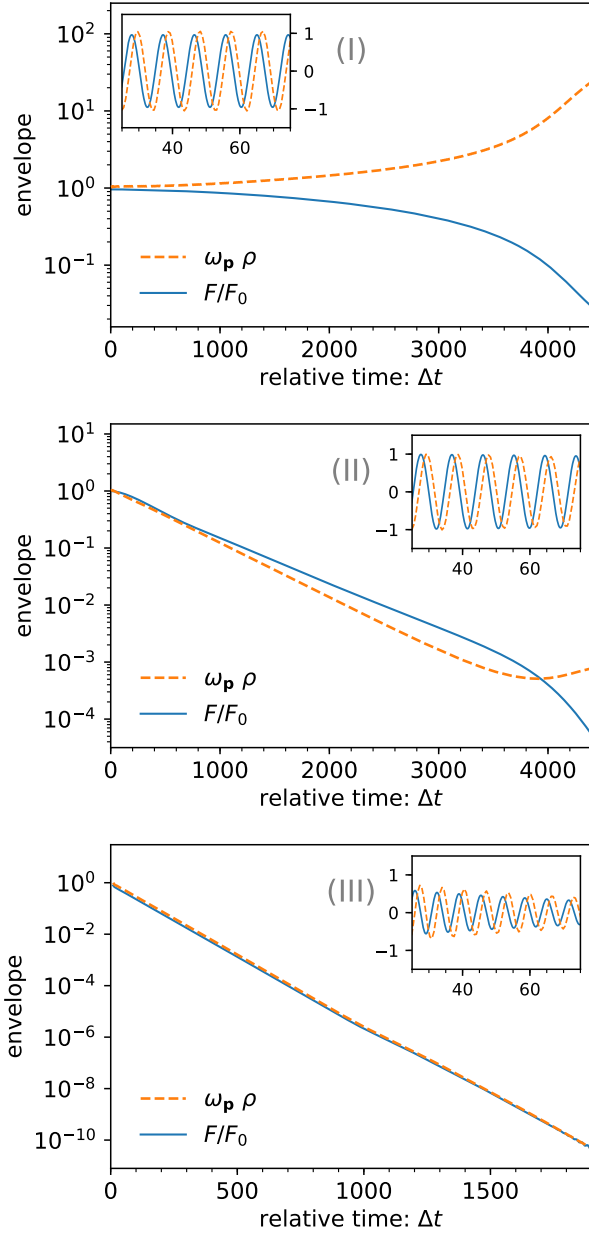 10²
(I)
1
0
−1
40 60
10¹
10⁰
10⁻¹
envelope
ωₚ ρ
F/F₀
0 1000 2000 3000 4000
relative time: Δt
10¹
(II)
1
0
−1
40 60
10⁰
10⁻¹
10⁻²
10⁻³
10⁻⁴
envelope
ωₚ ρ
F/F₀
0 1000 2000 3000 4000
relative time: Δt
10⁰
(III)
1
0
−1
40 60
10⁻²
10⁻⁴
10⁻⁶
10⁻⁸
10⁻¹⁰
envelope
ωₚ ρ
F/F₀
0 500 1000 1500
relative time: Δt